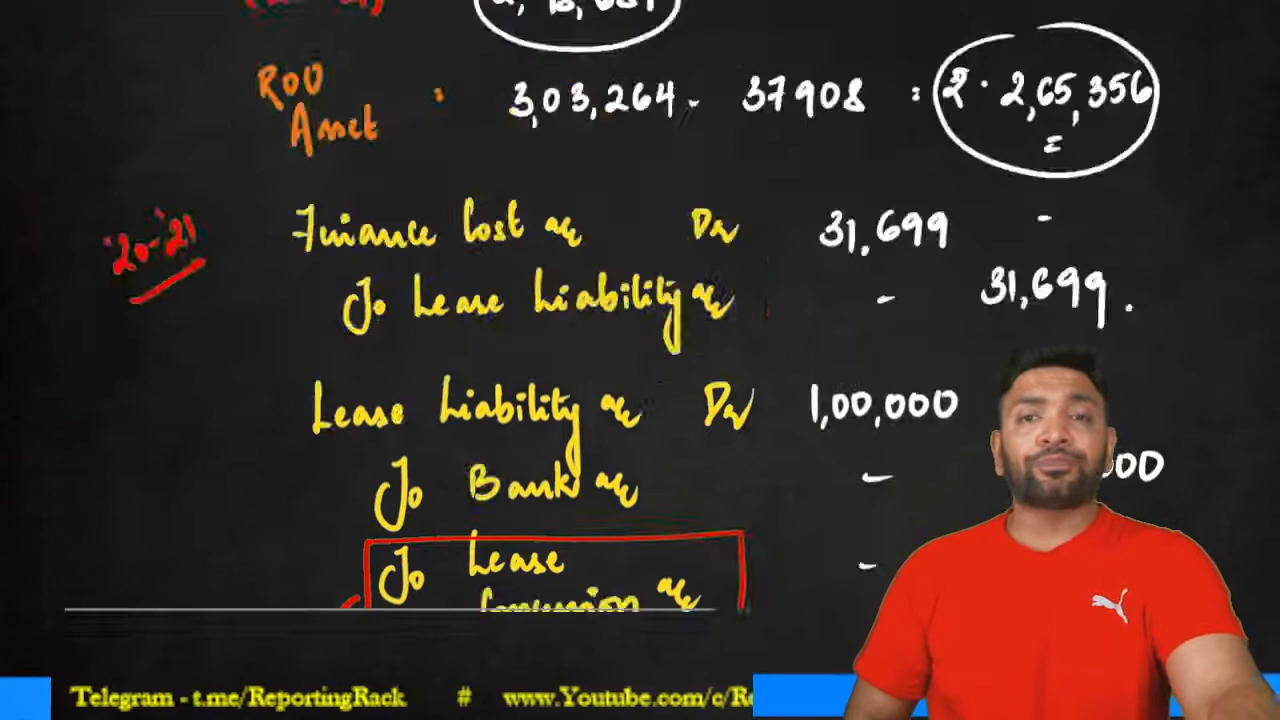 ROU
Asset = 3,03,264 - 37908 = ₹. 2,65,356
'20-21
Finance Cost a/c Dr 31,699 -
To Lease Liability a/c - 31,699.
Lease Liability a/c Dr 1,00,000
To Bank a/c - 000
To Lease -
a/c
Telegram - t.me/ReportingRack # www.Youtube.com/c/Re